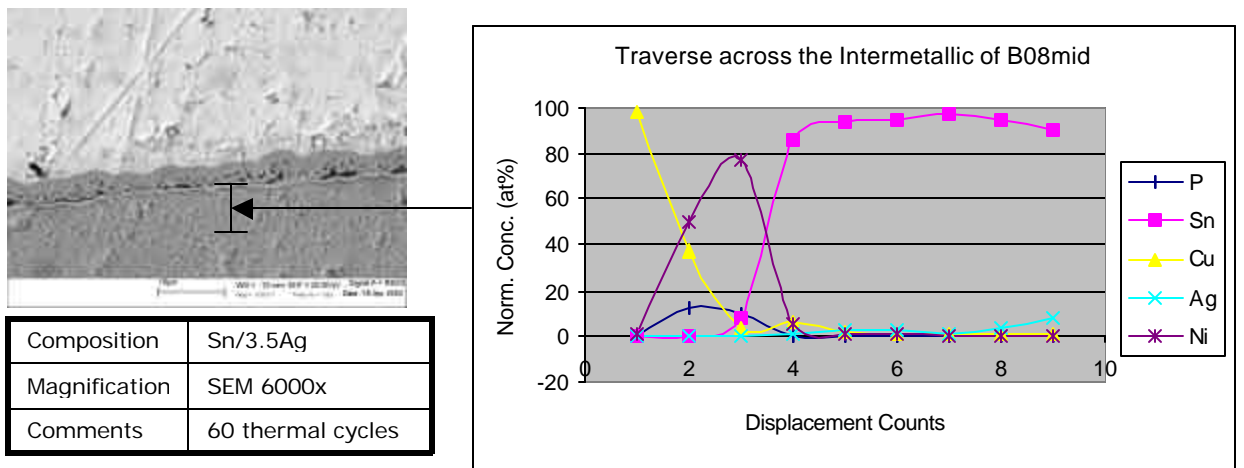 Traverse across the Intermetallic of B08mid
Norm. Conc. (at%)
100
80
60
40
20
0
-20
0 2 4 6 8 10
Displacement Counts
P
Sn
Cu
Ag
Ni
Composition Sn/3.5Ag
Magnification SEM 6000x
Comments 60 thermal cycles